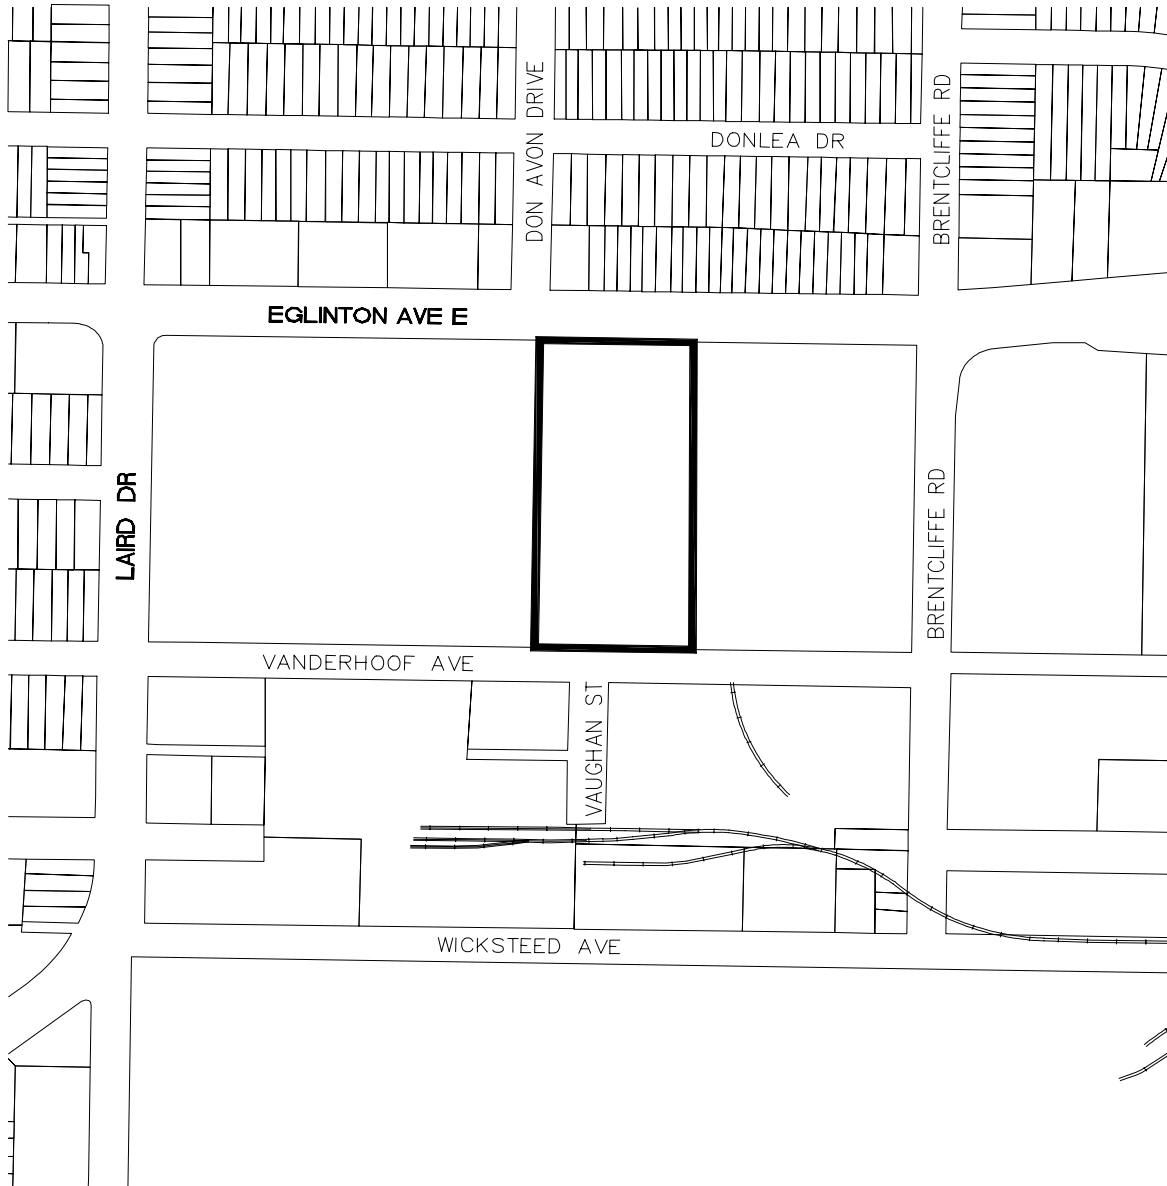 DON AVON DRIVE
DONLEA DR
BRENTCLIFFE RD
EGLINTON AVE E
LAIRD DR
BRENTCLIFFE RD
VANDERHOOF AVE
VAUGHAN ST
WICKSTEED AVE